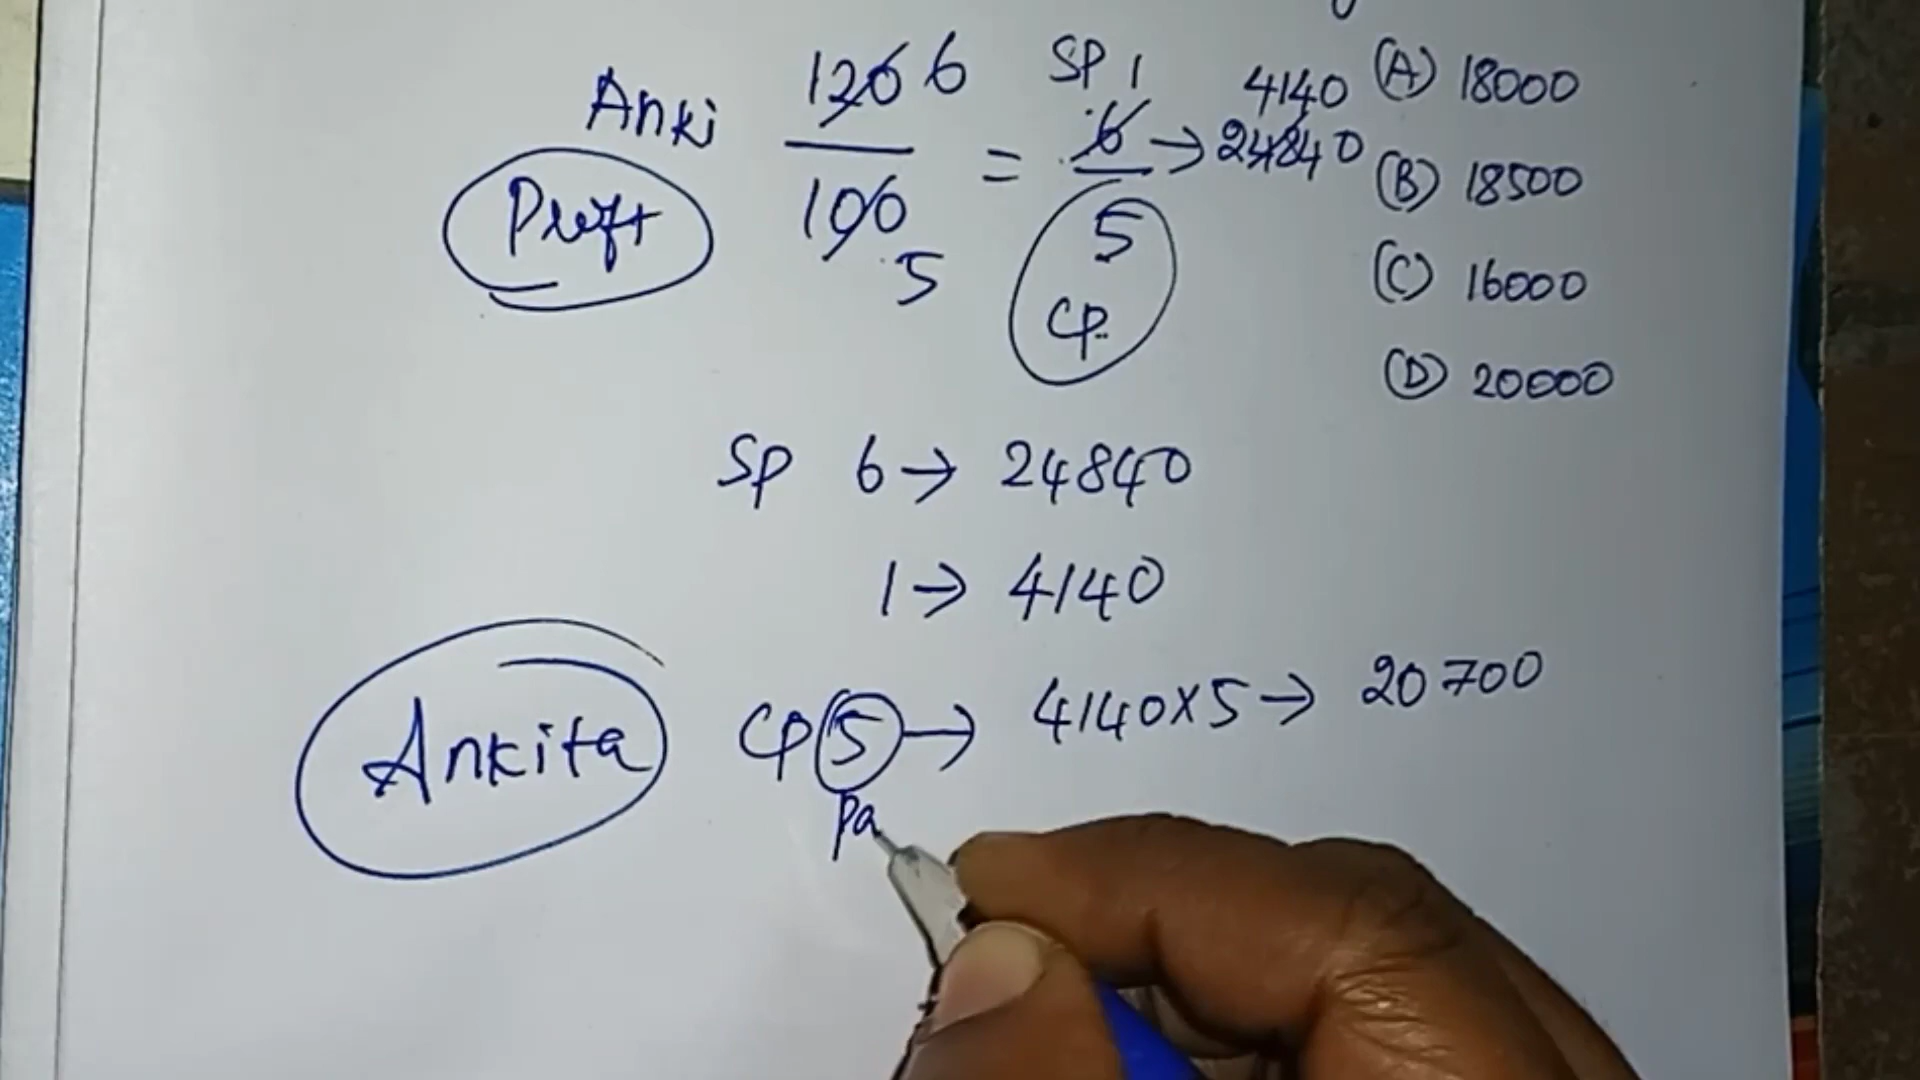 Anki 120 6 SP 1 4140 (A) 18000
= 6 → 24840
Profit 100 5 (B) 18500
5 CP (C) 16000
(D) 20000
SP 6 → 24840
1 → 4140
Ankita CP 5 → 4140×5 → 20700
Pa